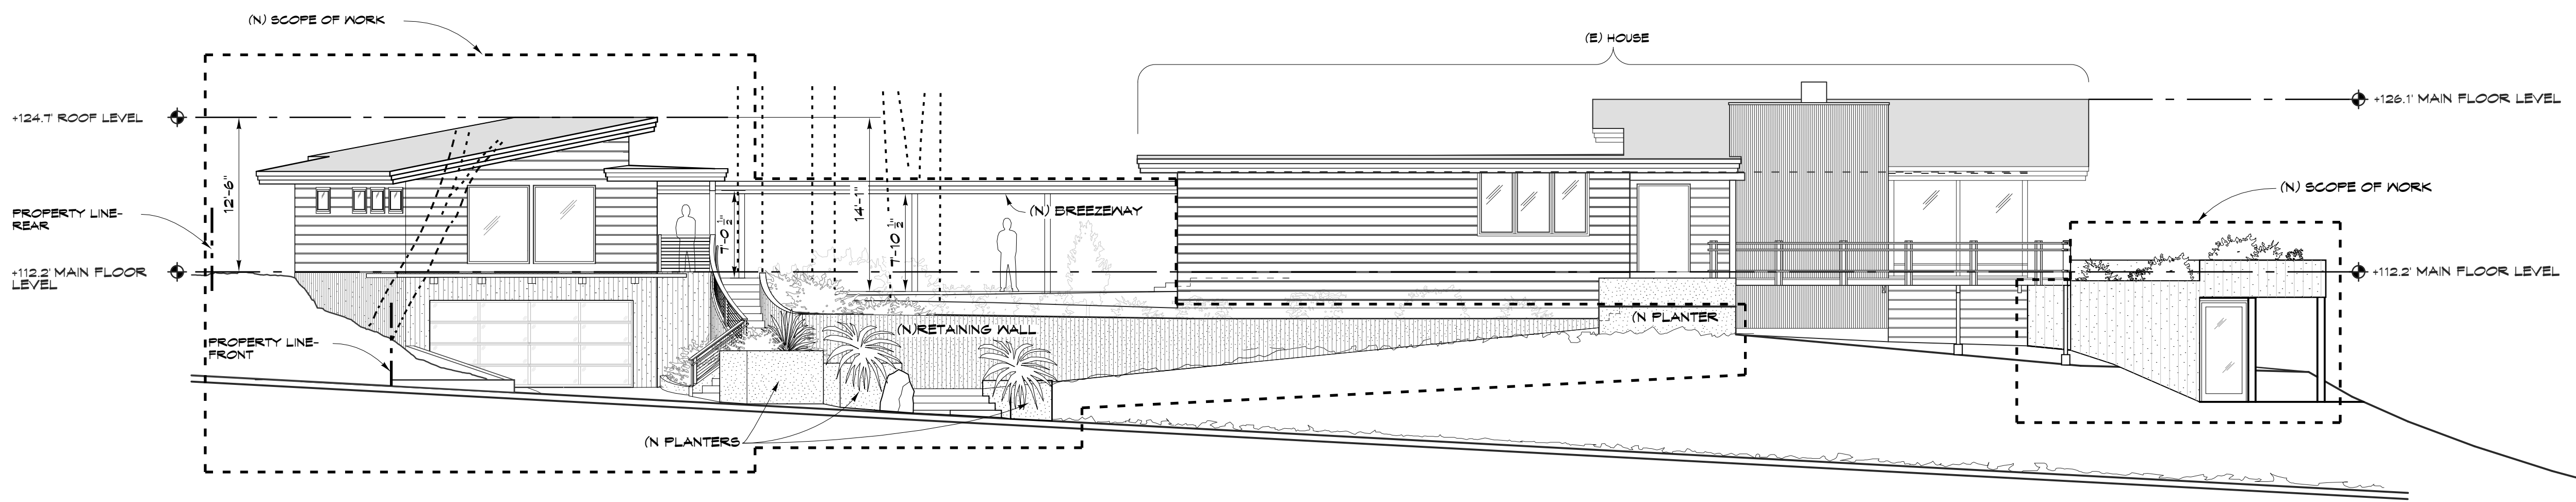 (N) SCOPE OF WORK
(E) HOUSE
+126.1' MAIN FLOOR LEVEL
+124.7' ROOF LEVEL
12'-6"
14'-1"
(N) SCOPE OF WORK
PROPERTY LINE-
REAR
(N) BREEZEWAY
7-0 1/2"
7-10 1/2"
+112.2' MAIN FLOOR
LEVEL
+112.2' MAIN FLOOR LEVEL
(N PLANTER
(N)RETAINING WALL
PROPERTY LINE-
FRONT
(N PLANTERS